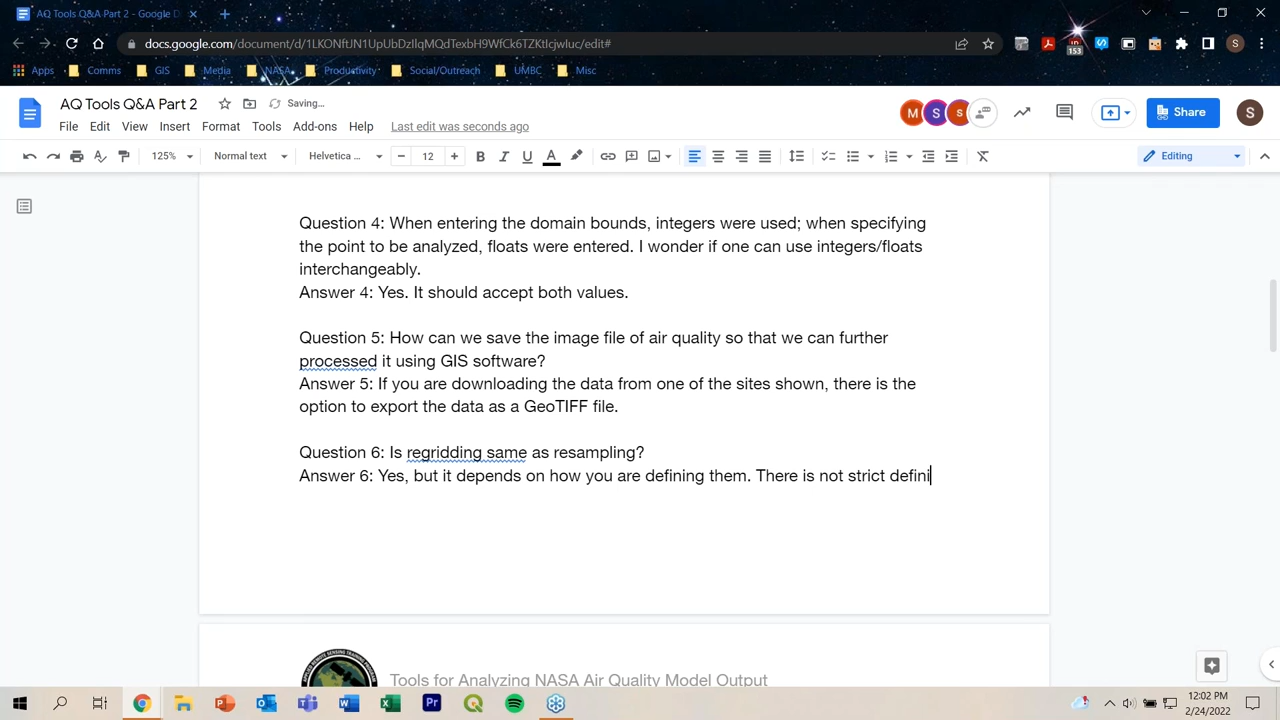 AQ Tools Q&A Part 2 - Google D
docs.google.com/document/d/1LKONftJN1UpUbDzIlqMQdTexbH9WfCk6TZKtIcjwIuc/edit#
153
S
Apps Comms GIS Media NASA Productivity Social/Outreach UMBC Misc
AQ Tools Q&A Part 2 Saving...
M S S Share S
File Edit View Insert Format Tools Add-ons Help Last edit was seconds ago
125% Normal text Helvetica ... 12 B I U A Editing
Question 4: When entering the domain bounds, integers were used; when specifying
the point to be analyzed, floats were entered. I wonder if one can use integers/floats
interchangeably.
Answer 4: Yes. It should accept both values.
Question 5: How can we save the image file of air quality so that we can further
processed it using GIS software?
Answer 5: If you are downloading the data from one of the sites shown, there is the
option to export the data as a GeoTIFF file.
Question 6: Is regridding same as resampling?
Answer 6: Yes, but it depends on how you are defining them. There is not strict defini
Tools for Analyzing NASA Air Quality Model Output
12:02 PM
2/24/2022